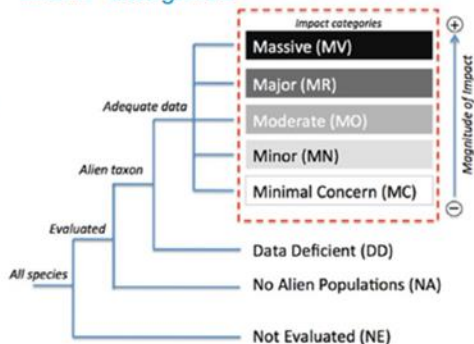 Impact categories
Massive (MV)
Major (MR)
Adequate data
Moderate (MO)
Minor (MN)
Alien taxon
Minimal Concern (MC)
Magnitude of Impact
Evaluated
Data Deficient (DD)
All species
No Alien Populations (NA)
Not Evaluated (NE)